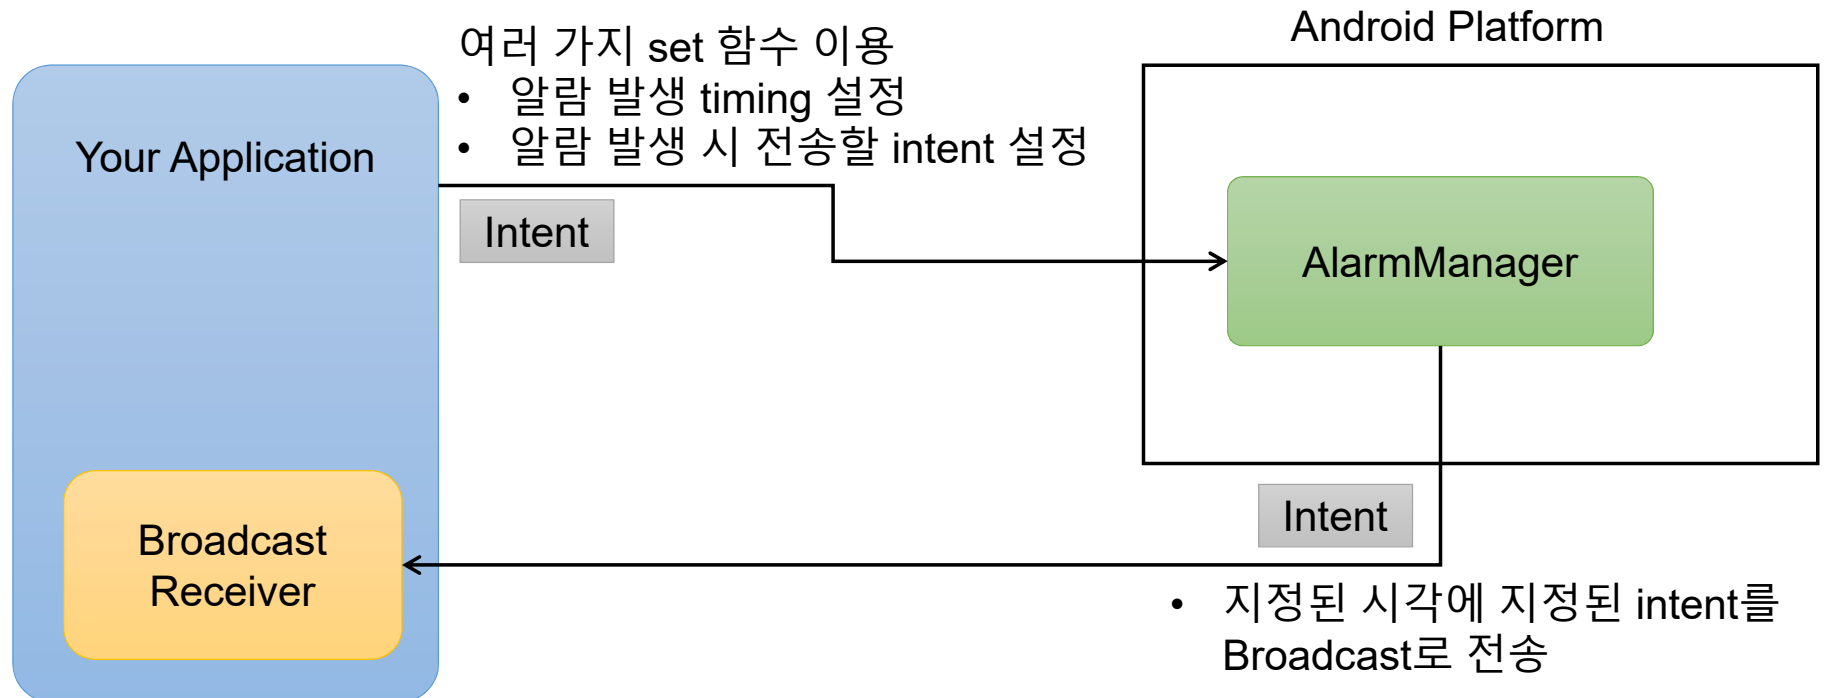 여러 가지 set 함수 이용
• 알람 발생 timing 설정
• 알람 발생 시 전송할 intent 설정
Android Platform
Your Application
Intent
AlarmManager
Broadcast
Receiver
Intent
• 지정된 시각에 지정된 intent를
Broadcast로 전송